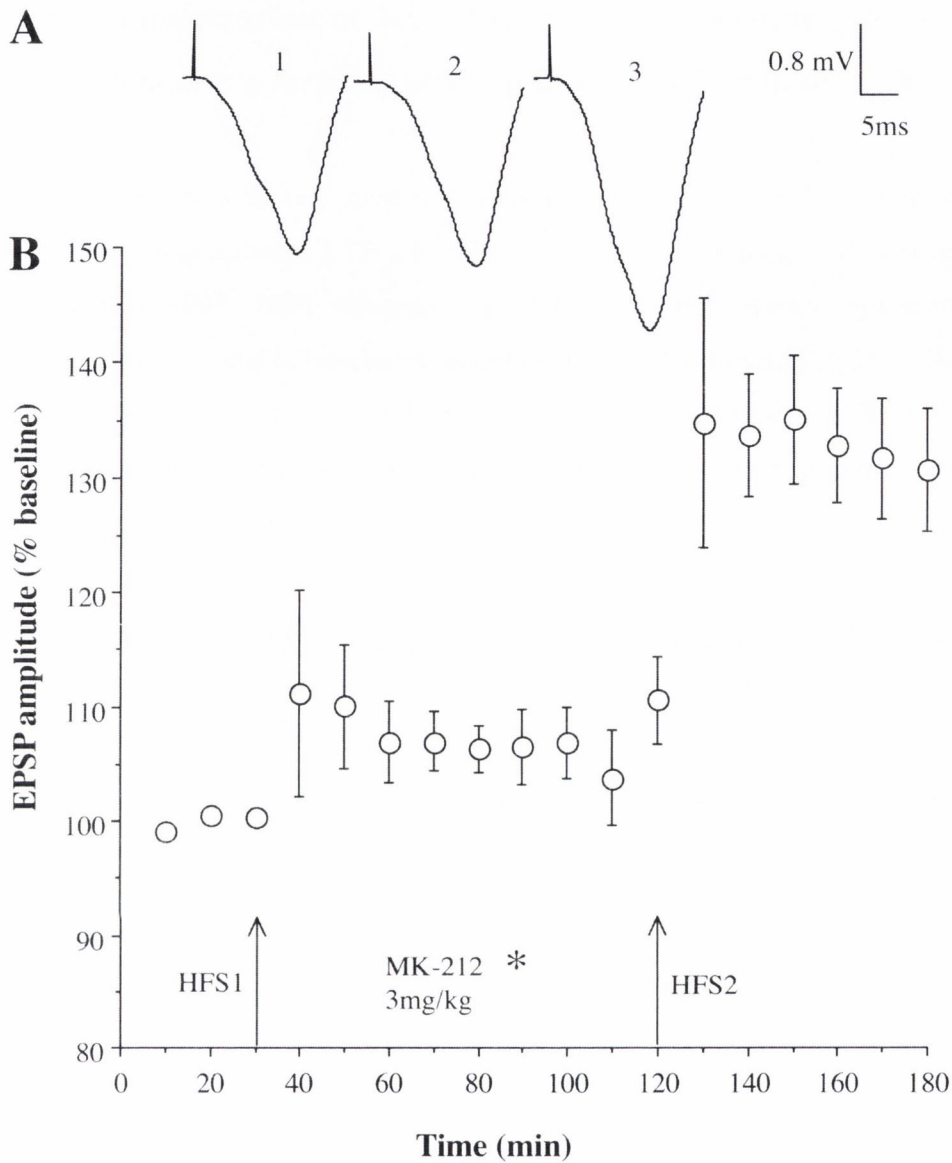 A
1
2
3
0.8 mV
5ms
B
150
140
130
120
110
100
90
80
EPSP amplitude (% baseline)
HFS1
MK-212 *
3mg/kg
HFS2
0 20 40 60 80 100 120 140 160 180
Time (min)